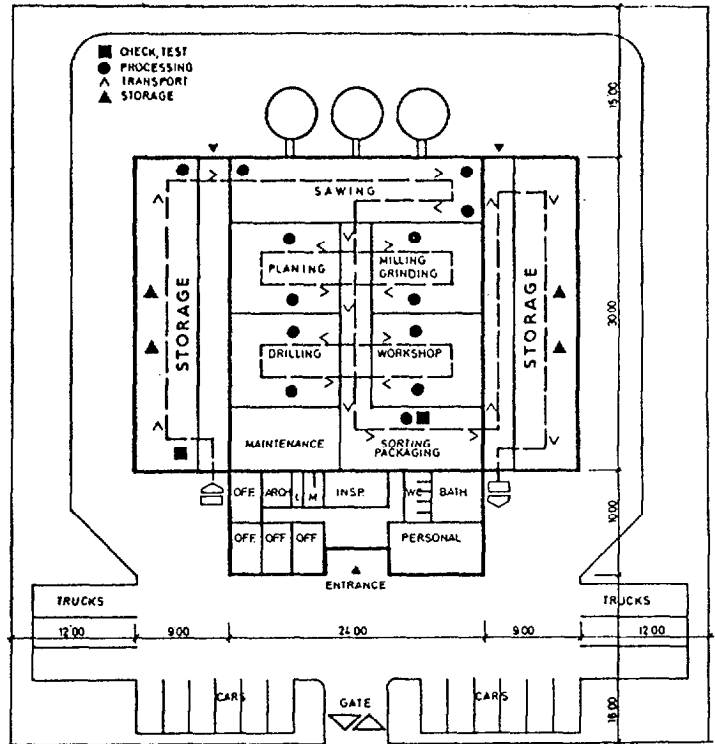 CHECK, TEST
PROCESSING
TRANSPORT
STORAGE
15.00
SAWING
PLANING
MILLING
GRINDING
STORAGE
STORAGE
30.00
DRILLING
WORKSHOP
MAINTENANCE
SORTING
PACKAGING
OFF. ARCH. L M INSP. WC BATH
10.00
OFF. OFF OFF PERSONAL
ENTRANCE
TRUCKS TRUCKS
12.00 9.00 24.00 9.00 12.00
CARS GATE CARS